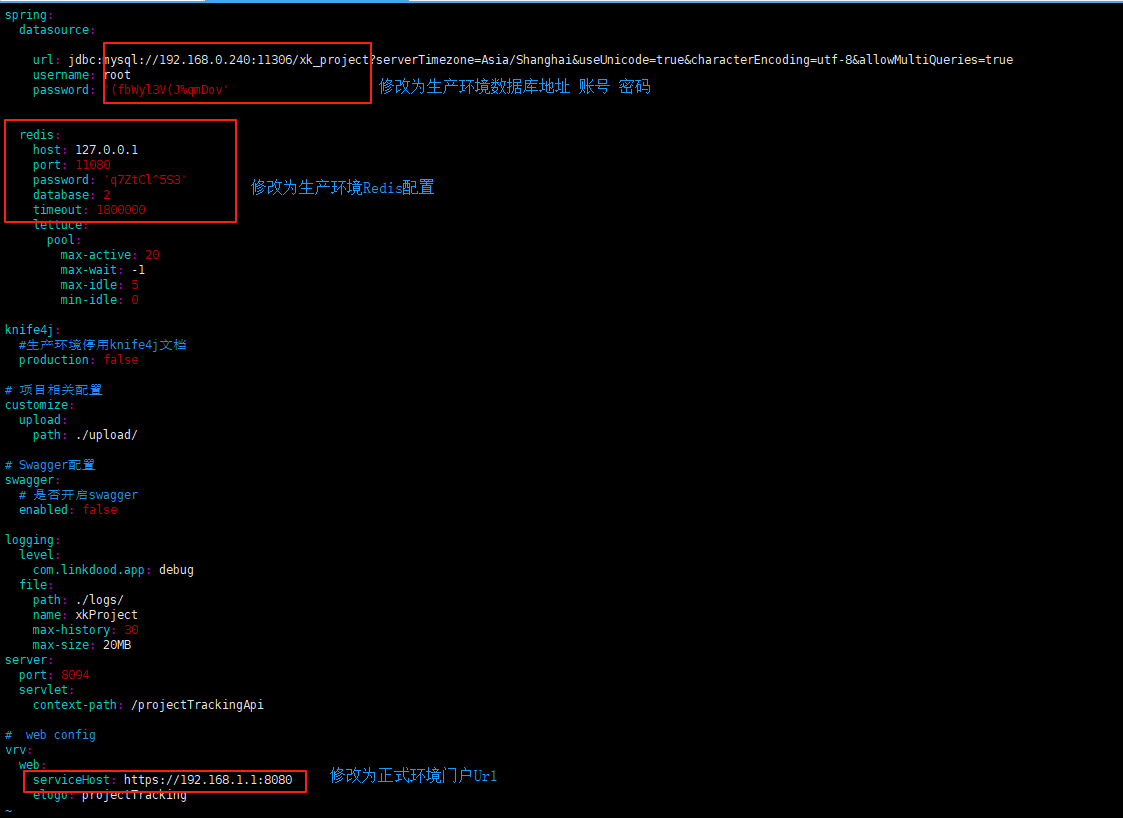 spring:
datasource:
url: jdbc:mysql://192.168.0.240:11306/xk_project?serverTimezone=Asia/Shanghai&useUnicode=true&characterEncoding=utf-8&allowMultiQueries=true
username: root
password: '(fbWyl3V(J%qmDov'
修改为生产环境数据库地址 账号 密码
redis:
host: 127.0.0.1
port: 11080
password: 'q7ZtCl^5S3'
database: 2
timeout: 1800000
修改为生产环境Redis配置
lettuce:
pool:
max-active: 20
max-wait: -1
max-idle: 5
min-idle: 0
knife4j:
#生产环境停用knife4j文档
production: false
# 项目相关配置
customize:
upload:
path: ./upload/
# Swagger配置
swagger:
# 是否开启swagger
enabled: false
logging:
level:
com.linkdood.app: debug
file:
path: ./logs/
name: xkProject
max-history: 30
max-size: 20MB
server:
port: 8094
servlet:
context-path: /projectTrackingApi
# web config
vrv:
web:
serviceHost: https://192.168.1.1:8080
修改为正式环境门户Url
elogo: projectTracking
~